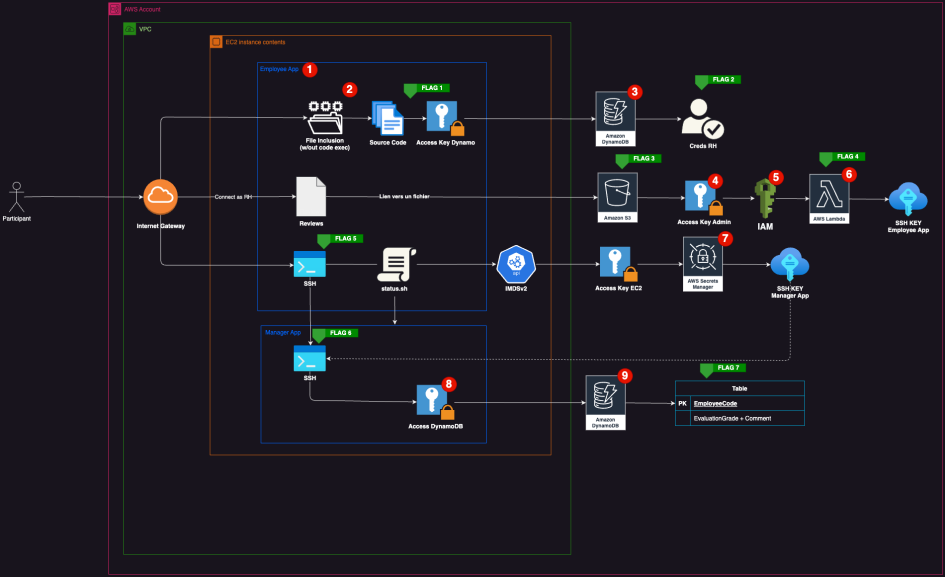 AWS Account
VPC
EC2 instance contents
Employee App
1
2
FLAG 1
File Inclusion
(w/out code exec)
Source Code
Access Key Dynamo
3
Amazon
DynamoDB
FLAG 2
Creds RH
Participant
Internet Gateway
Connect as RH
Reviews
Lien vers un fichier
FLAG 3
Amazon S3
4
Access Key Admin
5
IAM
FLAG 4
6
AWS Lambda
SSH KEY
Employee App
FLAG 5
SSH
status.sh
API
IMDSv2
Access Key EC2
7
AWS Secrets
Manager
SSH KEY
Manager App
Manager App
FLAG 6
SSH
8
Access DynamoDB
9
Amazon
DynamoDB
FLAG 7
Table
PK
EmployeeCode
EvaluationGrade + Comment